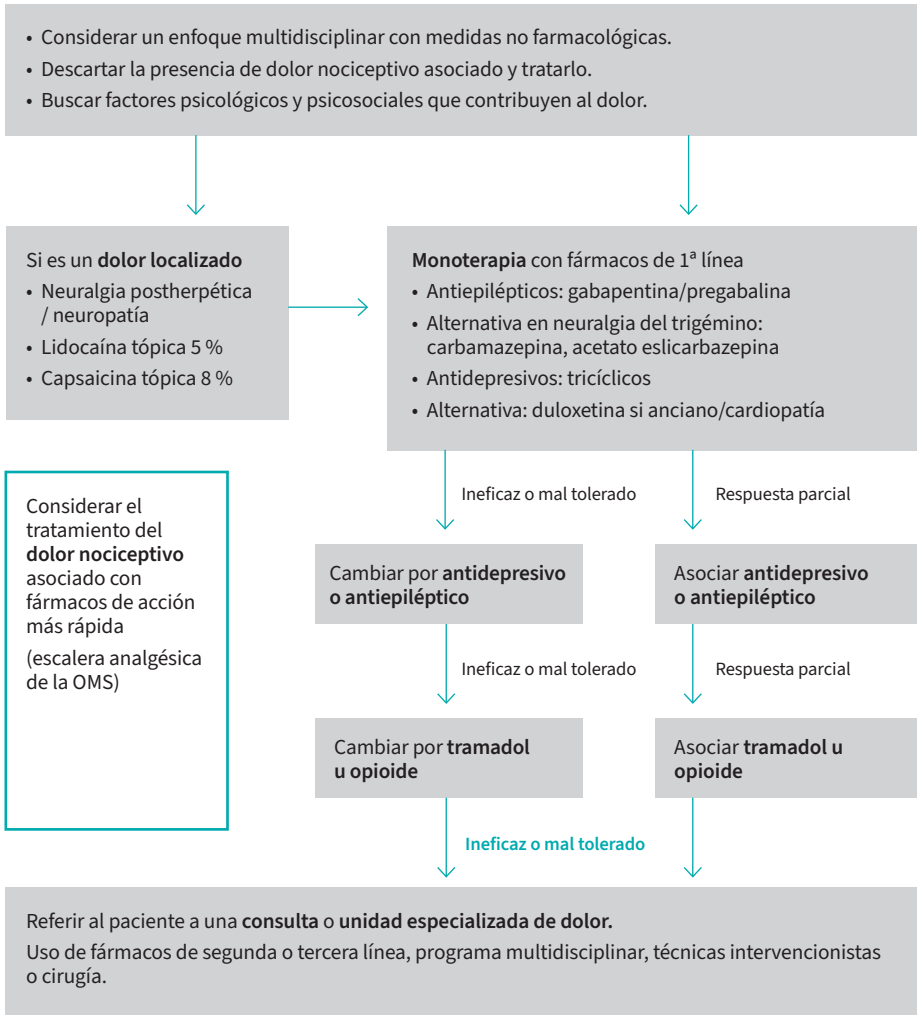 • Considerar un enfoque multidisciplinar con medidas no farmacológicas.
• Descartar la presencia de dolor nociceptivo asociado y tratarlo.
• Buscar factores psicológicos y psicosociales que contribuyen al dolor.
Si es un dolor localizado
• Neuralgia postherpética
/ neuropatía
• Lidocaína tópica 5 %
• Capsaicina tópica 8 %
Monoterapia con fármacos de 1ª línea
• Antiepilépticos: gabapentina/pregabalina
• Alternativa en neuralgia del trigémino:
carbamazepina, acetato eslicarbazepina
• Antidepresivos: tricíclicos
• Alternativa: duloxetina si anciano/cardiopatía
Considerar el
tratamiento del
dolor nociceptivo
asociado con
fármacos de acción
más rápida
(escalera analgésica
de la OMS)
Ineficaz o mal tolerado
Respuesta parcial
Cambiar por antidepresivo
o antiepiléptico
Asociar antidepresivo
o antiepiléptico
Ineficaz o mal tolerado
Respuesta parcial
Cambiar por tramadol
u opioide
Asociar tramadol u
opioide
Ineficaz o mal tolerado
Referir al paciente a una consulta o unidad especializada de dolor.
Uso de fármacos de segunda o tercera línea, programa multidisciplinar, técnicas intervencionistas
o cirugía.